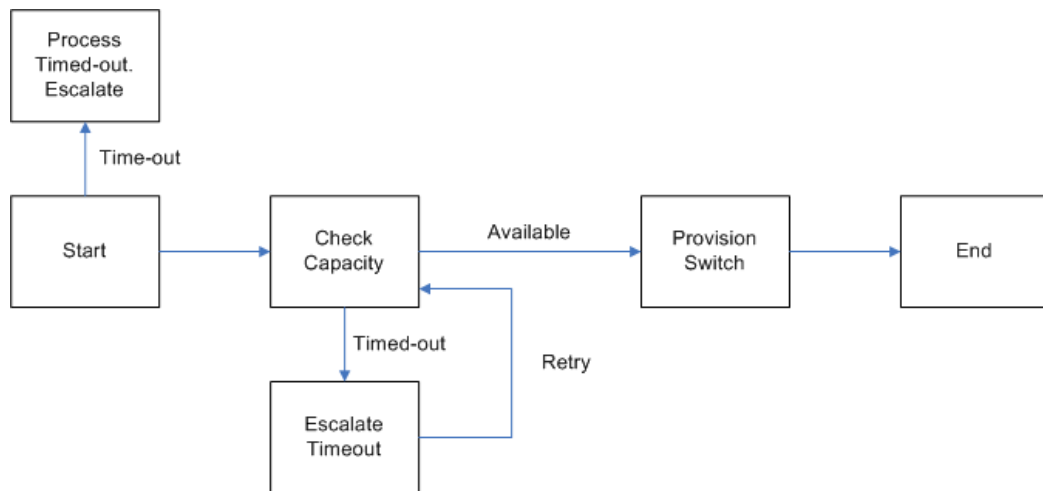 Process
Timed-out.
Escalate
Time-out
Start
Check
Capacity
Available
Provision
Switch
End
Timed-out
Retry
Escalate
Timeout